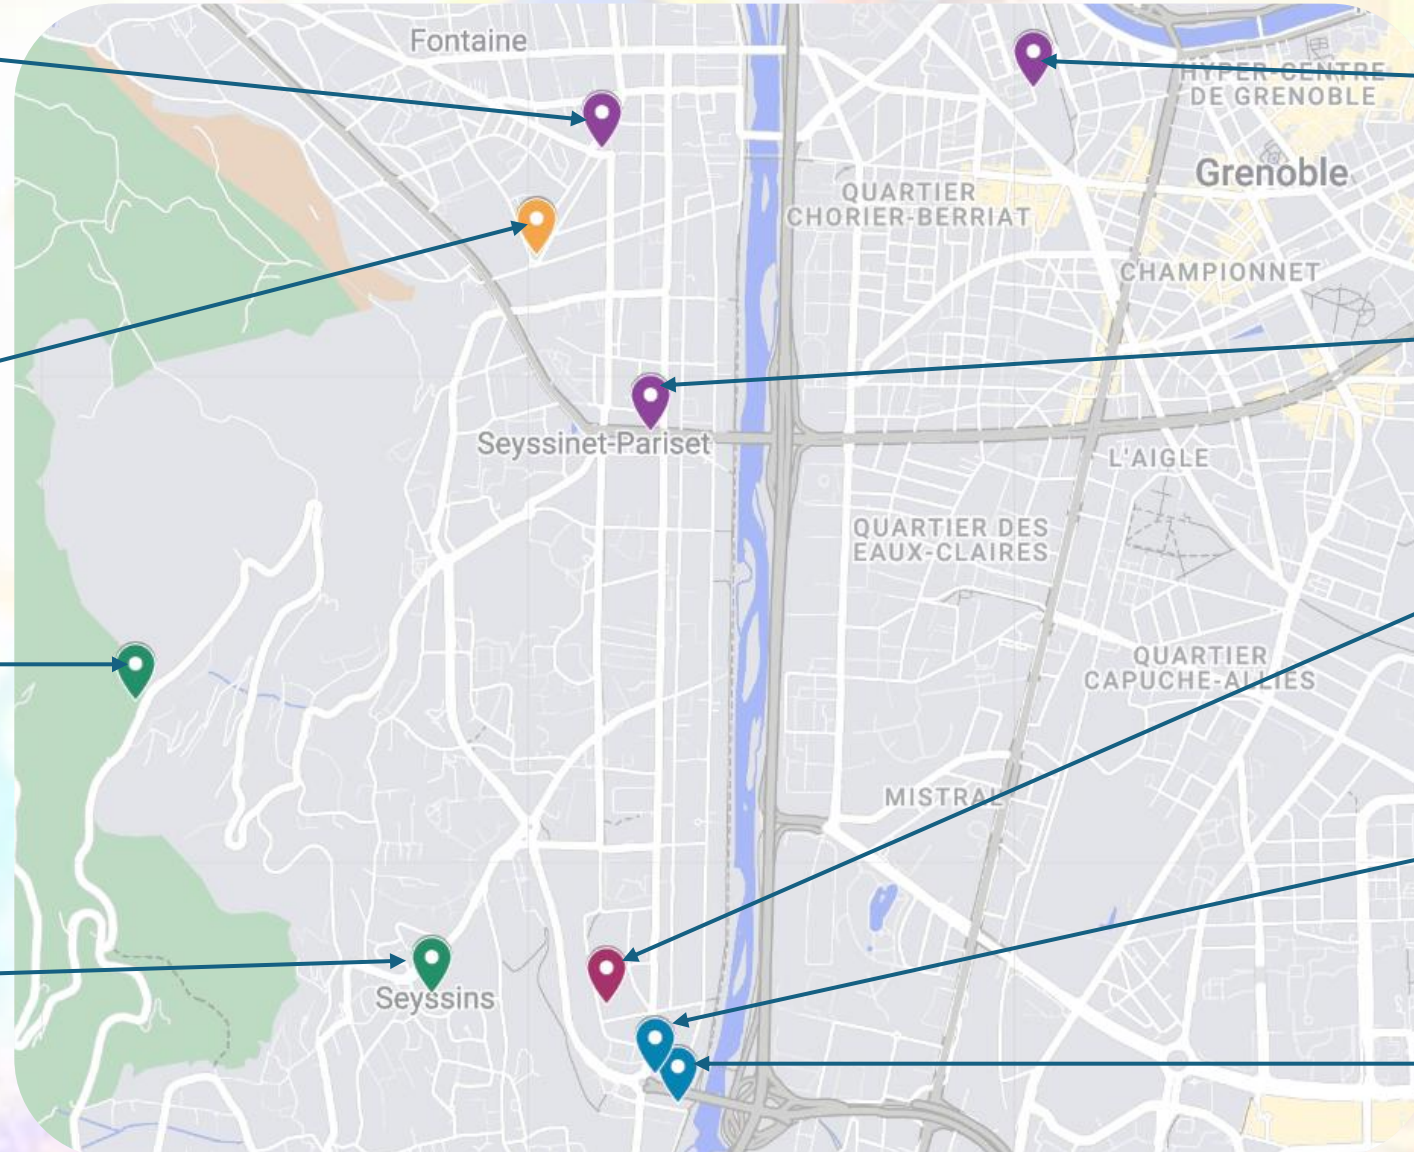 Fontaine
HYPER-CENTRE
DE GRENOBLE
Grenoble
QUARTIER
CHORIER-BERRIAT
CHAMPIONNET
Seyssinet-Pariset
L'AIGLE
QUARTIER DES
EAUX-CLAIRES
QUARTIER
CAPUCHE-ALLIÉS
MISTRAL
Seyssins